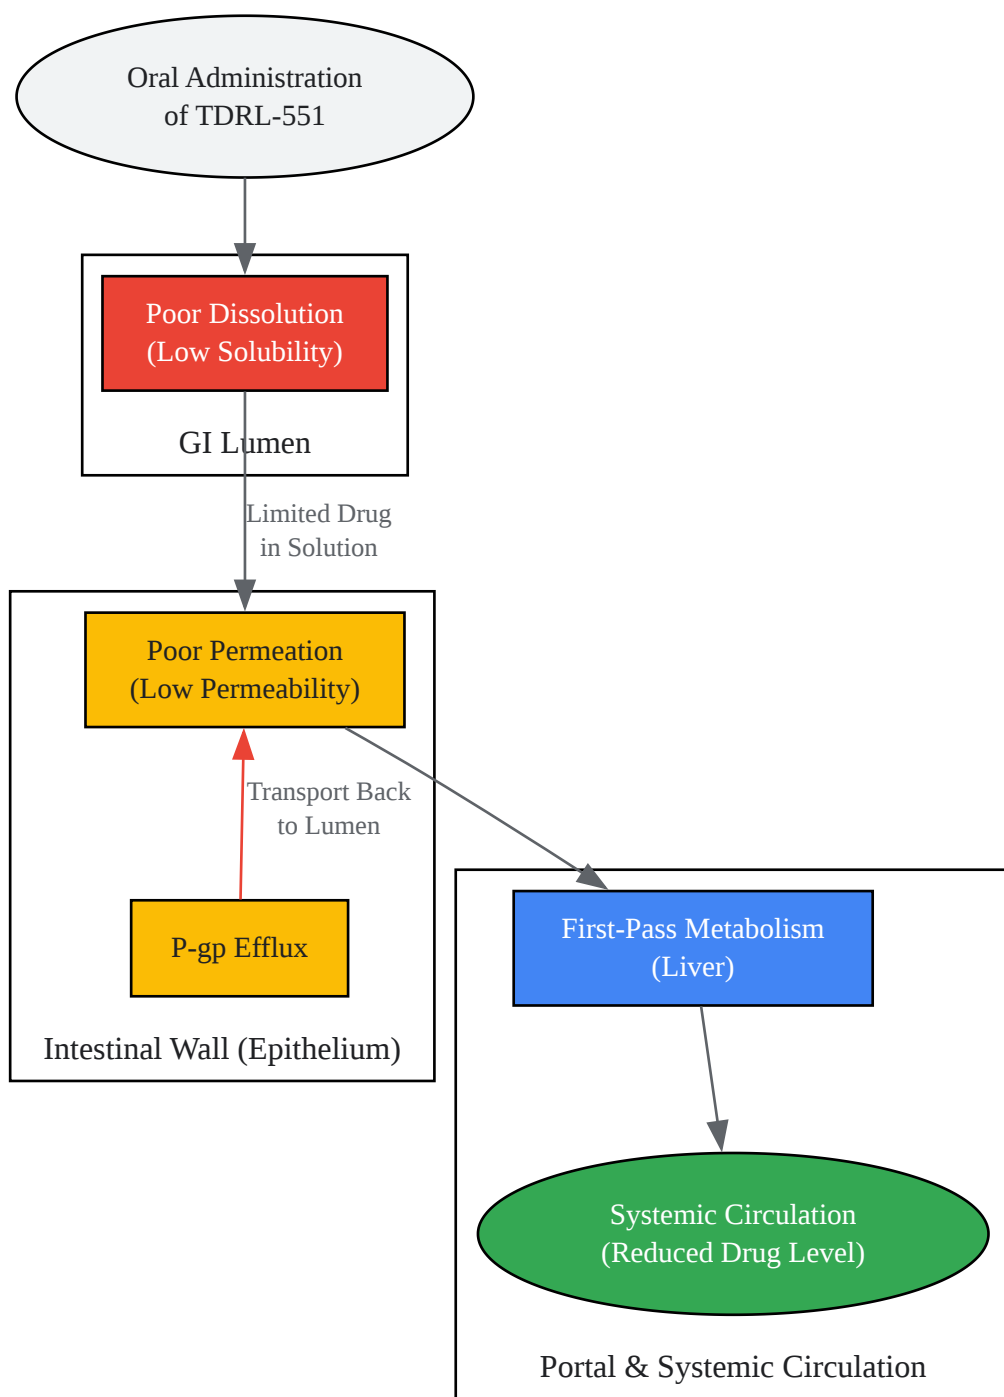 Oral Administration
of TDRL-551
Poor Dissolution
(Low Solubility)
GI Lumen
Limited Drug
in Solution
Poor Permeation
(Low Permeability)
Transport Back
to Lumen
P-gp Efflux
Intestinal Wall (Epithelium)
First-Pass Metabolism
(Liver)
Systemic Circulation
(Reduced Drug Level)
Portal & Systemic Circulation